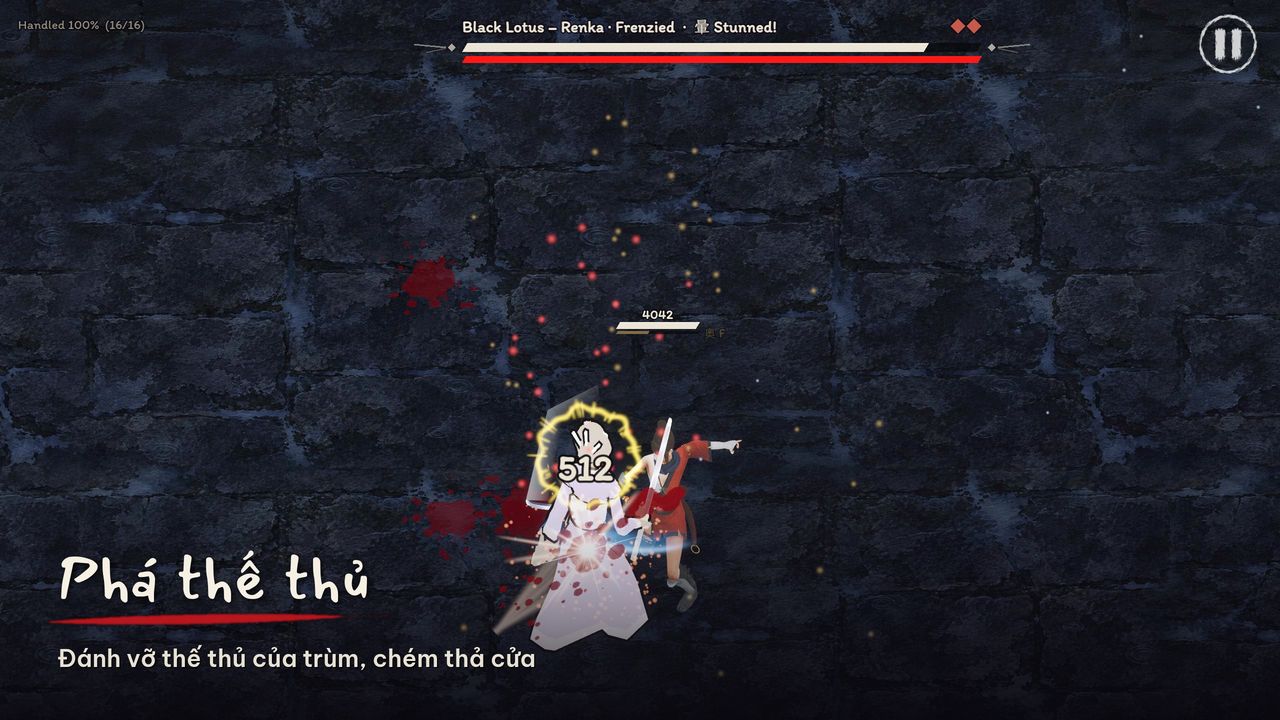 Handled 100% (16/16)
Black Lotus – Renka · Frenzied · Stunned!
4042
F
512
Phá thế thủ
Đánh vỡ thế thủ của trùm, chém thả cửa